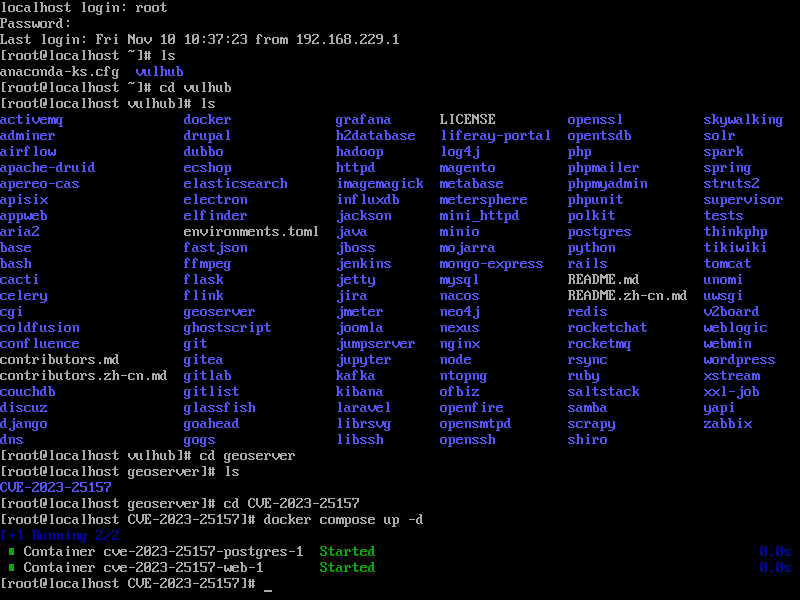 localhost login: root
Password:
Last login: Fri Nov 10 10:37:23 from 192.168.229.1
[root@localhost ~]# ls
anaconda-ks.cfg  vulhub
[root@localhost ~]# cd vulhub
[root@localhost vulhub]# ls
activemq             docker             grafana      LICENSE         openssl          skywalking
adminer              drupal             h2database   liferay-portal  opentsdb         solr
airflow              dubbo              hadoop       log4j           php              spark
apache-druid         ecshop             httpd        magento         phpmailer        spring
apereo-cas           elasticsearch      imagemagick  metabase        phpmyadmin       struts2
apisix               electron           influxdb     metersphere     phpunit          supervisor
appweb               elfinder           jackson      mini_httpd      polkit           tests
aria2                environments.toml  java         minio           postgres         thinkphp
base                 fastjson           jboss        mojarra         python           tikiwiki
bash                 ffmpeg             jenkins      mongo-express   rails            tomcat
cacti                flask              jetty        mysql           README.md        unomi
celery               flink              jira         nacos           README.zh-cn.md  uwsgi
cgi                  geoserver          jmeter       neo4j           redis            v2board
coldfusion           ghostscript        joomla       nexus           rocketchat       weblogic
confluence           git                jumpserver   nginx           rocketmq         webmin
contributors.md      gitea              jupyter      node            rsync            wordpress
contributors.zh-cn.md  gitlab           kafka        ntopng          ruby             xstream
couchdb              gitlist            kibana       ofbiz           saltstack        xxl-job
discuz               glassfish          laravel      openfire        samba            yapi
django               goahead            librsvg      opensmtpd       scrapy           zabbix
dns                  gogs               libssh       openssh         shiro
[root@localhost vulhub]# cd geoserver
[root@localhost geoserver]# ls
CVE-2023-25157
[root@localhost geoserver]# cd CVE-2023-25157
[root@localhost CVE-2023-25157]# docker compose up -d
[+] Running 2/2
Container cve-2023-25157-postgres-1  Started  0.0s
Container cve-2023-25157-web-1  Started  0.0s
[root@localhost CVE-2023-25157]# _